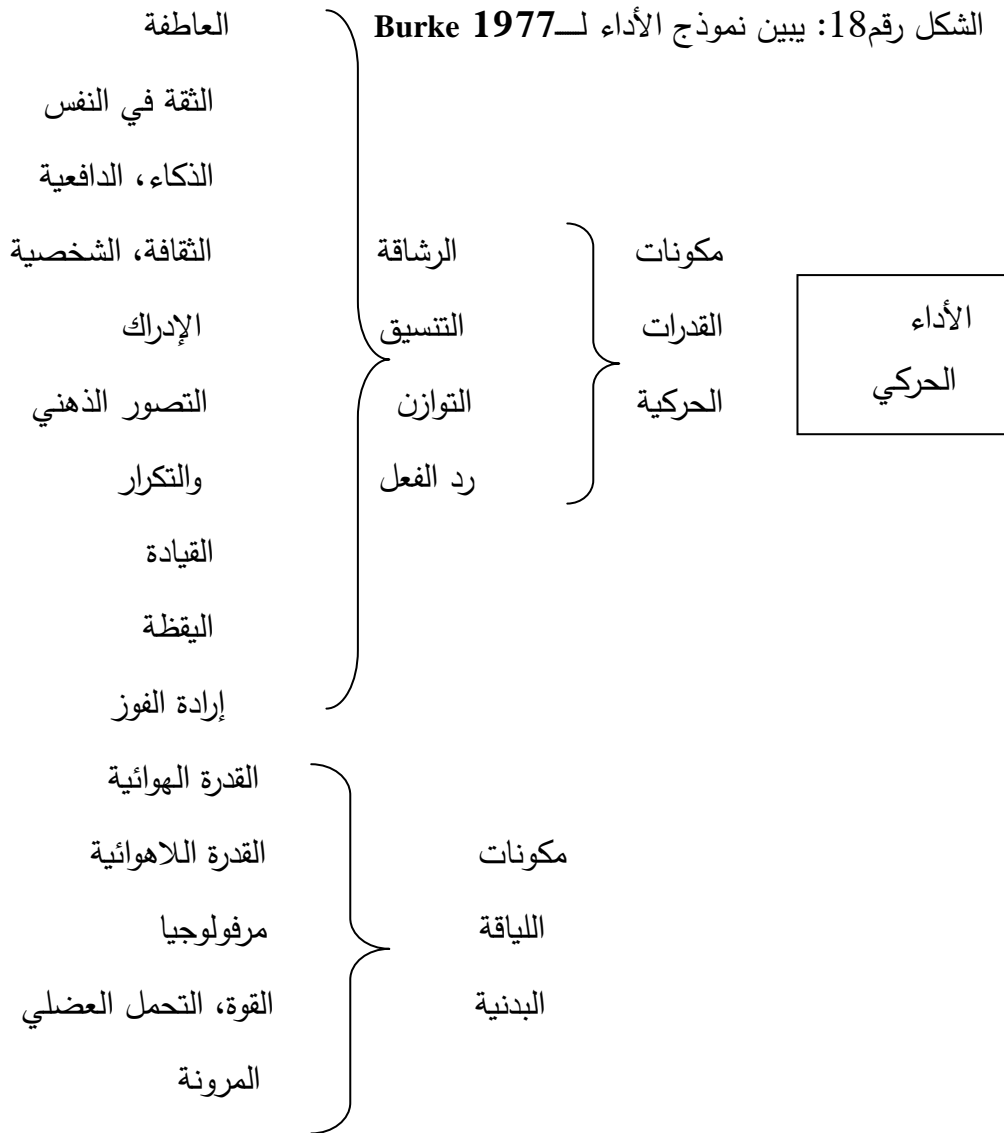 الشكل رقم18: يبين نموذج الأداء لــBurke 1977
العاطفة
الثقة في النفس
الذكاء، الدافعية
مكونات الرشاقة الثقافة، الشخصية
الأداء القدرات التنسيق الإدراك
الحركي الحركية التوازن التصور الذهني
رد الفعل والتكرار
القيادة
اليقظة
إرادة الفوز
القدرة الهوائية
مكونات القدرة اللاهوائية
اللياقة مرفولوجيا
البدنية القوة، التحمل العضلي
المرونة